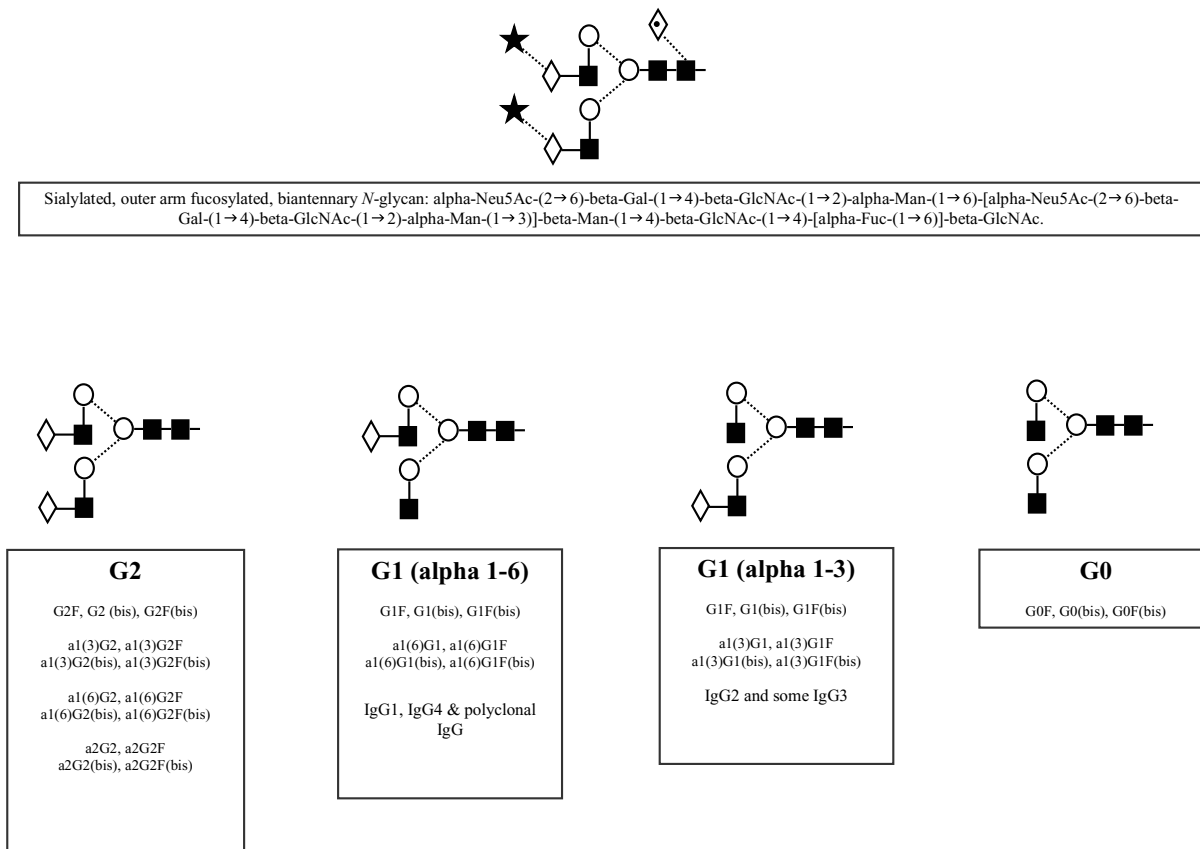 Sialylated, outer arm fucosylated, biantennary N-glycan: alpha-Neu5Ac-(2→6)-beta-Gal-(1→4)-beta-GlcNAc-(1→2)-alpha-Man-(1→6)-[alpha-Neu5Ac-(2→6)-beta-
Gal-(1→4)-beta-GlcNAc-(1→2)-alpha-Man-(1→3)]-beta-Man-(1→4)-beta-GlcNAc-(1→4)-[alpha-Fuc-(1→6)]-beta-GlcNAc.
G2
G2F, G2 (bis), G2F(bis)
a1(3)G2, a1(3)G2F
a1(3)G2(bis), a1(3)G2F(bis)
a1(6)G2, a1(6)G2F
a1(6)G2(bis), a1(6)G2F(bis)
a2G2, a2G2F
a2G2(bis), a2G2F(bis)
G1 (alpha 1-6)
G1F, G1(bis), G1F(bis)
a1(6)G1, a1(6)G1F
a1(6)G1(bis), a1(6)G1F(bis)
IgG1, IgG4 & polyclonal
IgG
G1 (alpha 1-3)
G1F, G1(bis), G1F(bis)
a1(3)G1, a1(3)G1F
a1(3)G1(bis), a1(3)G1F(bis)
IgG2 and some IgG3
G0
G0F, G0(bis), G0F(bis)